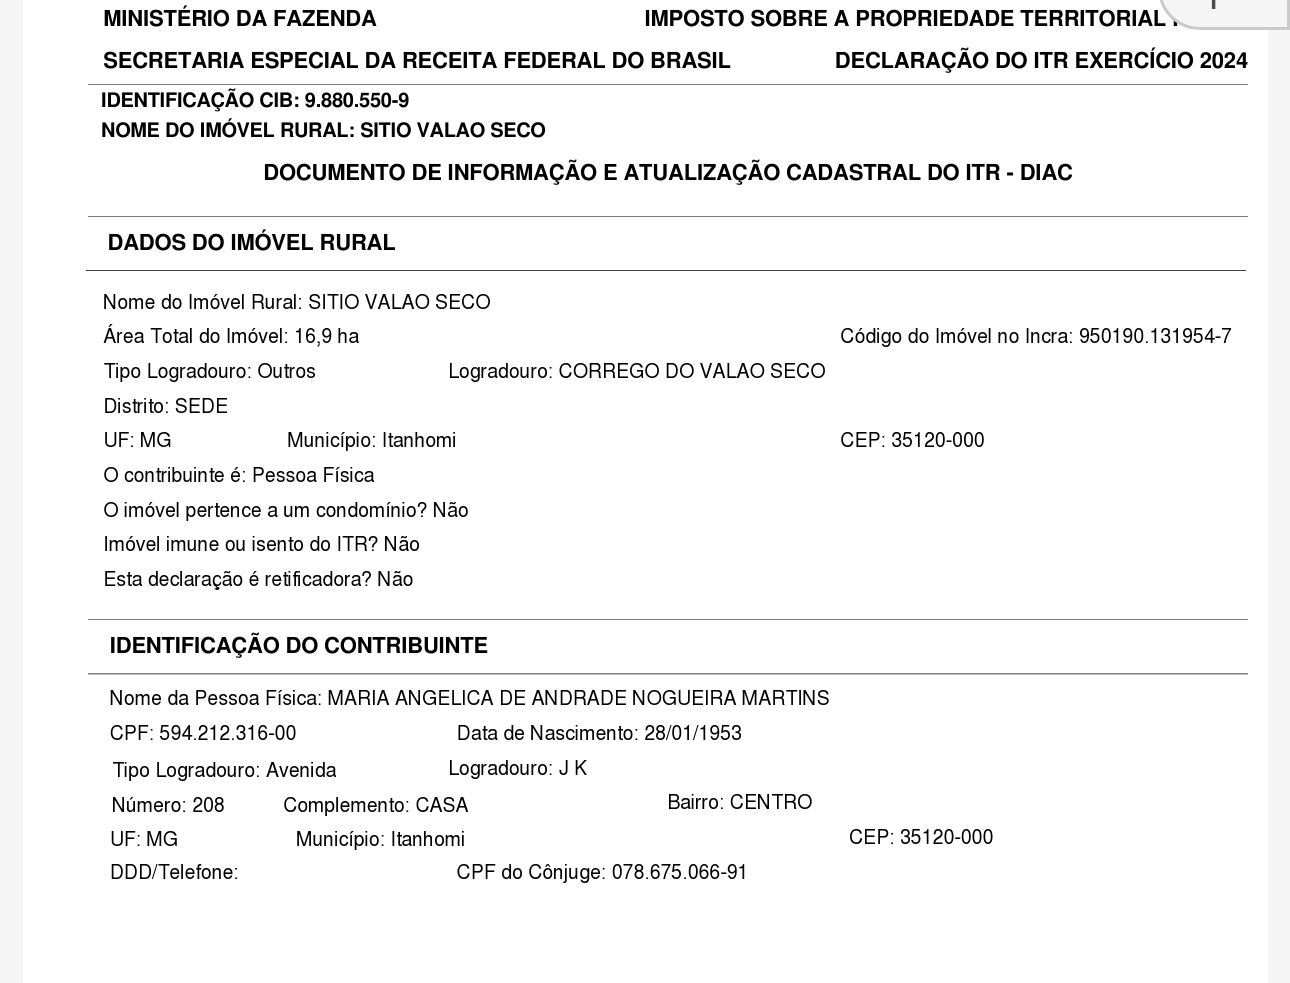 MINISTÉRIO DA FAZENDA IMPOSTO SOBRE A PROPRIEDADE TERRITORIAL
SECRETARIA ESPECIAL DA RECEITA FEDERAL DO BRASIL DECLARAÇÃO DO ITR EXERCÍCIO 2024
IDENTIFICAÇÃO CIB: 9.880.550-9
NOME DO IMÓVEL RURAL: SITIO VALAO SECO
DOCUMENTO DE INFORMAÇÃO E ATUALIZAÇÃO CADASTRAL DO ITR - DIAC
DADOS DO IMÓVEL RURAL
Nome do Imóvel Rural: SITIO VALAO SECO
Área Total do Imóvel: 16,9 ha Código do Imóvel no Incra: 950190.131954-7
Tipo Logradouro: Outros Logradouro: CORREGO DO VALAO SECO
Distrito: SEDE
UF: MG Município: Itanhomi CEP: 35120-000
O contribuinte é: Pessoa Física
O imóvel pertence a um condomínio? Não
Imóvel imune ou isento do ITR? Não
Esta declaração é retificadora? Não
IDENTIFICAÇÃO DO CONTRIBUINTE
Nome da Pessoa Física: MARIA ANGELICA DE ANDRADE NOGUEIRA MARTINS
CPF: 594.212.316-00 Data de Nascimento: 28/01/1953
Tipo Logradouro: Avenida Logradouro: J K
Número: 208 Complemento: CASA Bairro: CENTRO
UF: MG Município: Itanhomi CEP: 35120-000
DDD/Telefone: CPF do Cônjuge: 078.675.066-91